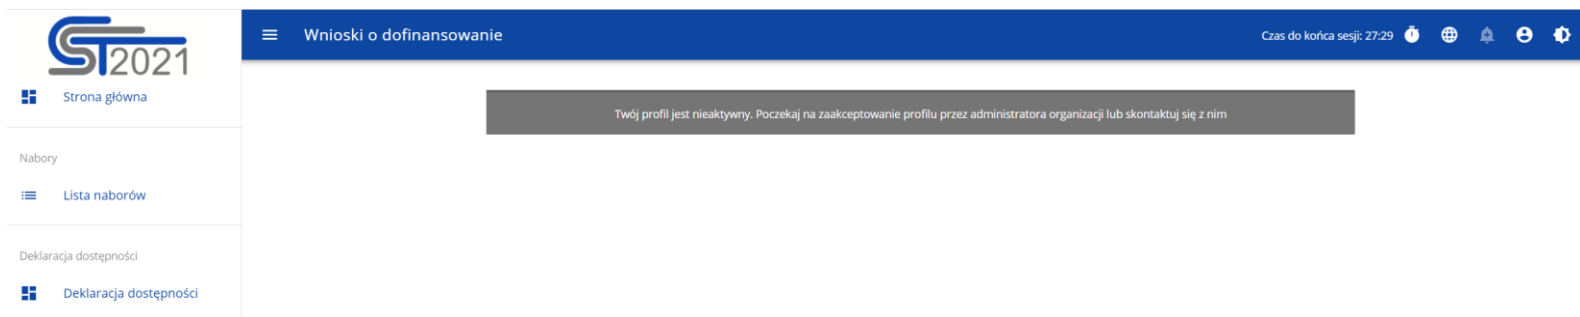 CST2021
Wnioski o dofinansowanie
Czas do końca sesji: 27:29
Strona główna
Twój profil jest nieaktywny. Poczekaj na zaakceptowanie profilu przez administratora organizacji lub skontaktuj się z nim
Nabory
Lista naborów
Deklaracja dostępności
Deklaracja dostępności